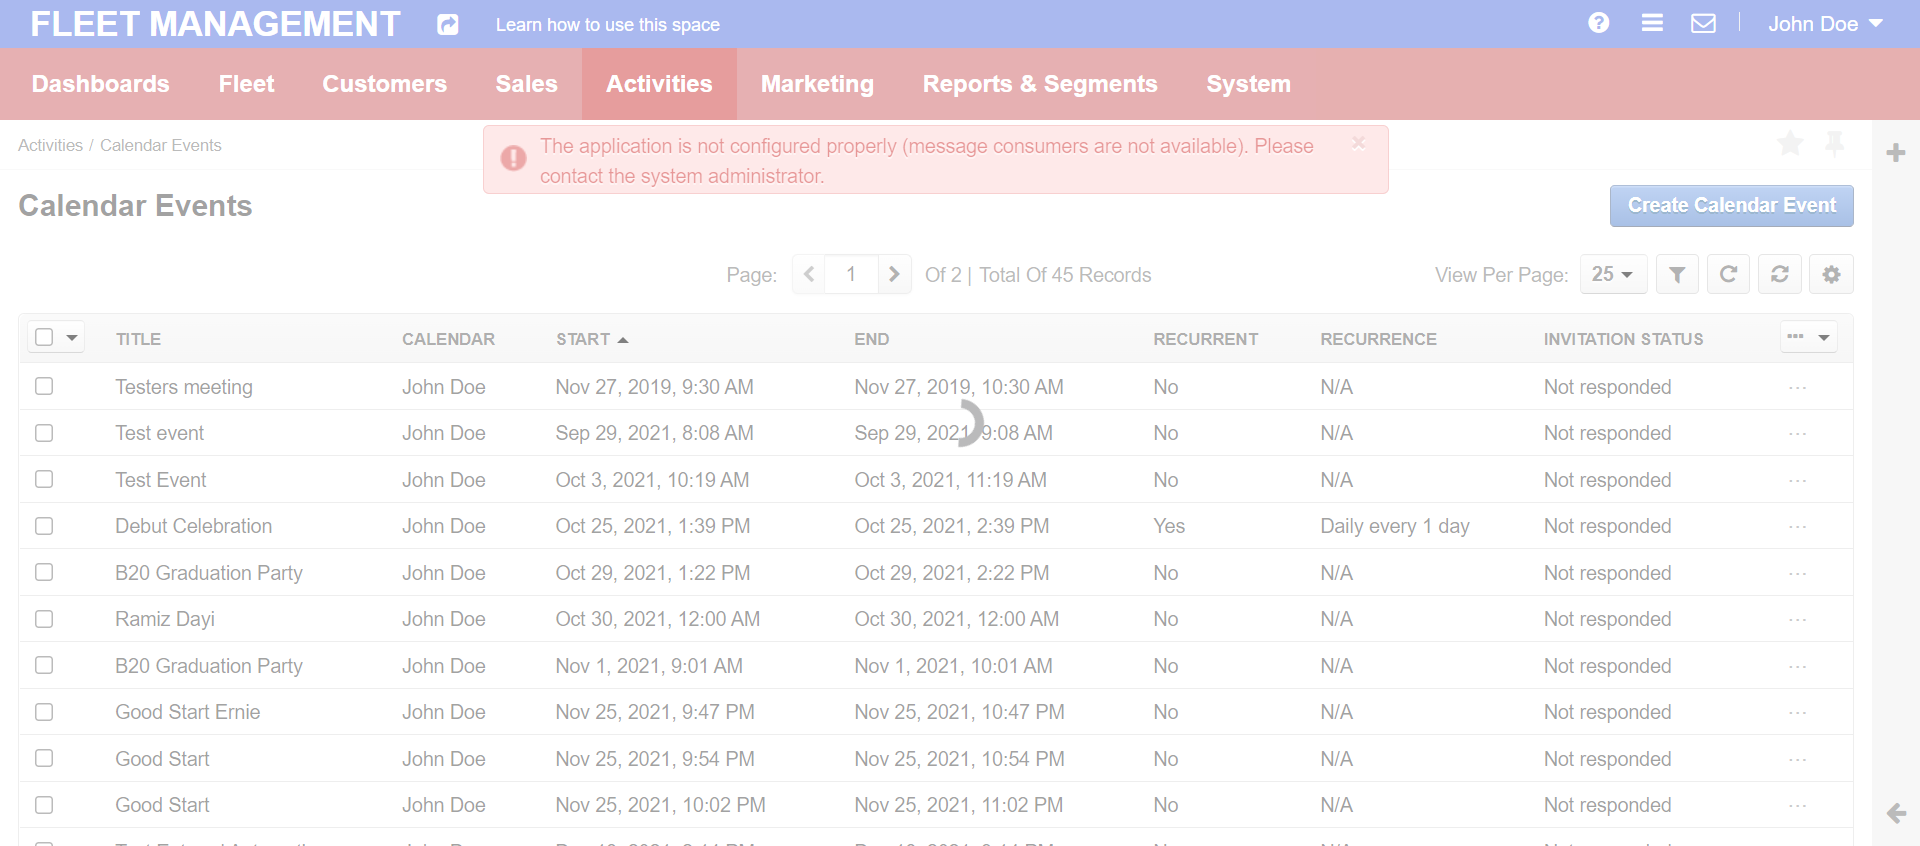 FLEET MANAGEMENT Learn how to use this space John Doe
Dashboards Fleet Customers Sales Activities Marketing Reports & Segments System
Activities / Calendar Events
The application is not configured properly (message consumers are not available). Please
contact the system administrator.
Calendar Events
Create Calendar Event
Page: 1 Of 2 | Total Of 45 Records View Per Page: 25
TITLE CALENDAR START END RECURRENT RECURRENCE INVITATION STATUS
Testers meeting John Doe Nov 27, 2019, 9:30 AM Nov 27, 2019, 10:30 AM No N/A Not responded
Test event John Doe Sep 29, 2021, 8:08 AM Sep 29, 2021, 9:08 AM No N/A Not responded
Test Event John Doe Oct 3, 2021, 10:19 AM Oct 3, 2021, 11:19 AM No N/A Not responded
Debut Celebration John Doe Oct 25, 2021, 1:39 PM Oct 25, 2021, 2:39 PM Yes Daily every 1 day Not responded
B20 Graduation Party John Doe Oct 29, 2021, 1:22 PM Oct 29, 2021, 2:22 PM No N/A Not responded
Ramiz Dayi John Doe Oct 30, 2021, 12:00 AM Oct 30, 2021, 12:00 AM No N/A Not responded
B20 Graduation Party John Doe Nov 1, 2021, 9:01 AM Nov 1, 2021, 10:01 AM No N/A Not responded
Good Start Ernie John Doe Nov 25, 2021, 9:47 PM Nov 25, 2021, 10:47 PM No N/A Not responded
Good Start John Doe Nov 25, 2021, 9:54 PM Nov 25, 2021, 10:54 PM No N/A Not responded
Good Start John Doe Nov 25, 2021, 10:02 PM Nov 25, 2021, 11:02 PM No N/A Not responded